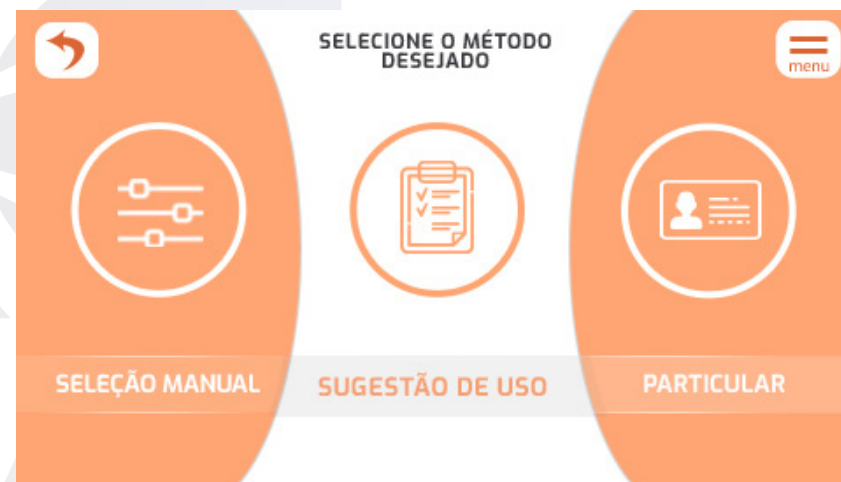 SELECIONE O MÉTODO
DESEJADO
menu
SELEÇÃO MANUAL
SUGESTÃO DE USO
PARTICULAR